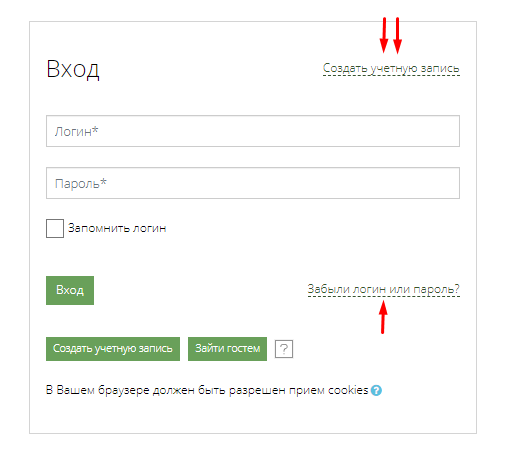 Вход
Создать учетную запись
Логин*
Пароль*
Запомнить логин
Вход
Забыли логин или пароль?
Создать учетную запись
Зайти гостем
?
В Вашем браузере должен быть разрешен прием cookies ?